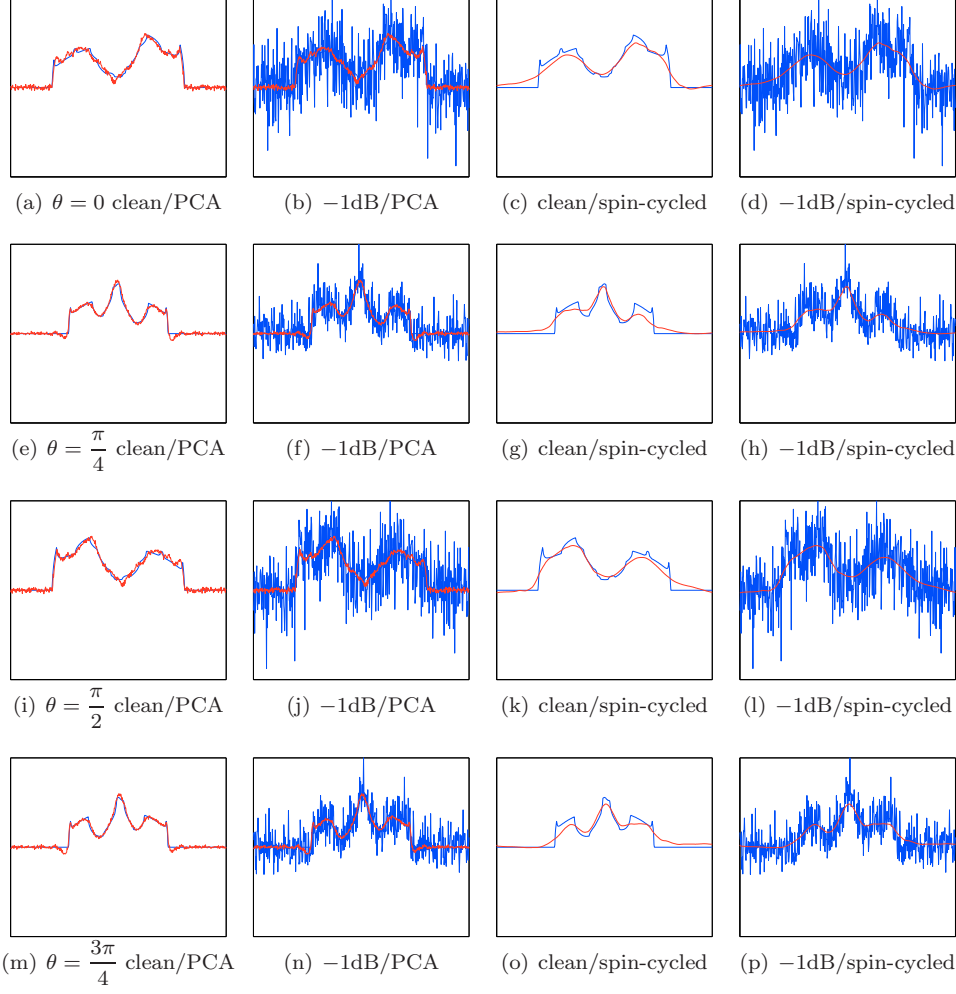 (a) θ = 0 clean/PCA
(b) −1dB/PCA
(c) clean/spin-cycled
(d) −1dB/spin-cycled
(e) θ = π/4 clean/PCA
(f) −1dB/PCA
(g) clean/spin-cycled
(h) −1dB/spin-cycled
(i) θ = π/2 clean/PCA
(j) −1dB/PCA
(k) clean/spin-cycled
(l) −1dB/spin-cycled
(m) θ = 3π/4 clean/PCA
(n) −1dB/PCA
(o) clean/spin-cycled
(p) −1dB/spin-cycled